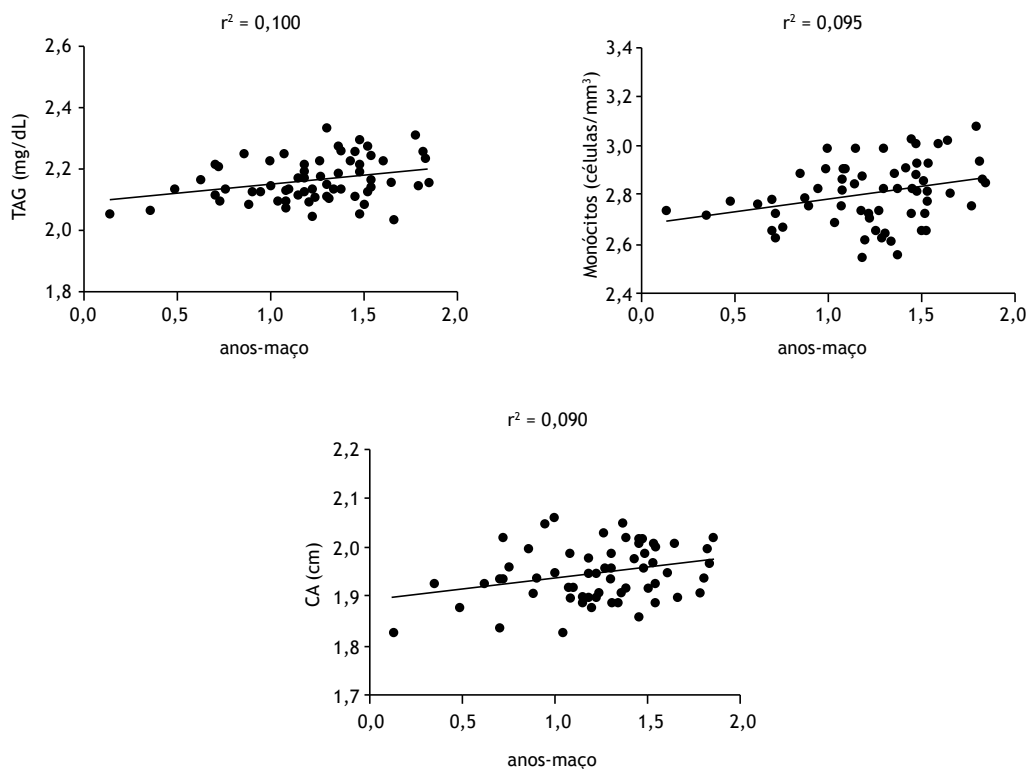 r² = 0,100
TAG (mg/dL)
2,6
2,4
2,2
2,0
1,8
0,0 0,5 1,0 1,5 2,0
anos-maço
r² = 0,095
Monócitos (células/mm³)
3,4
3,2
3,0
2,8
2,6
2,4
0,0 0,5 1,0 1,5 2,0
anos-maço
r² = 0,090
CA (cm)
2,2
2,1
2,0
1,9
1,8
1,7
0,0 0,5 1,0 1,5 2,0
anos-maço